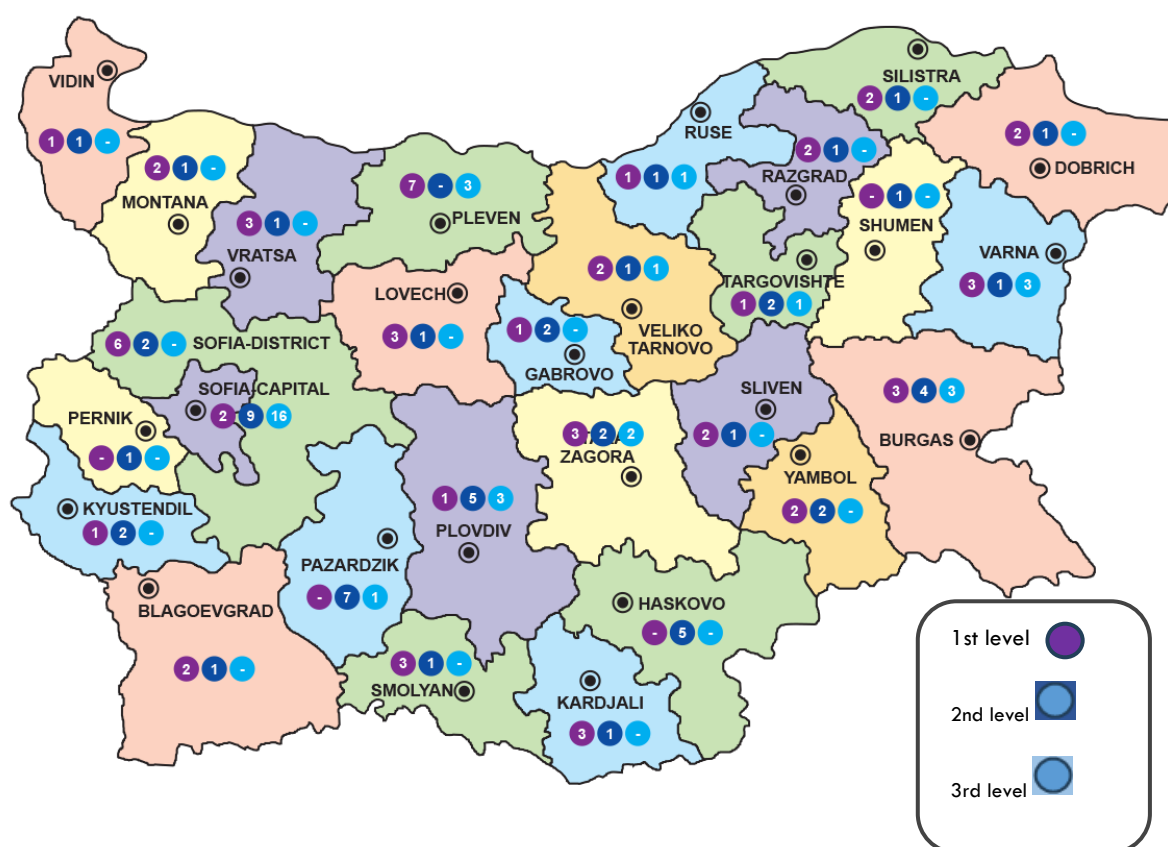 VIDIN
1 1 -
2 1 -
MONTANA
3 1 -
VRATSA
7 - 3
PLEVEN
LOVECH
3 1 -
2 1 1
VELIKO
TARNOVO
1 2 -
GABROVO
RUSE
1 1 1
SILISTRA
2 1 -
2 1 -
RAZGRAD
2 1 -
DOBRICH
- 1 -
SHUMEN
VARNA
3 1 3
TARGOVISHTE
1 2 1
6 2 - SOFIA-DISTRICT
SOFIA-CAPITAL
2 9 16
PERNIK
- 1 -
KYUSTENDIL
1 2 -
BLAGOEVGRAD
2 1 -
PAZARDZIK
- 7 1
1 5 3
PLOVDIV
3 2 2
ZAGORA
SLIVEN
2 1 -
YAMBOL
2 2 -
3 4 3
BURGAS
HASKOVO
- 5 -
3 1 -
SMOLYAN
KARDJALI
3 1 -
1st level
2nd level
3rd level